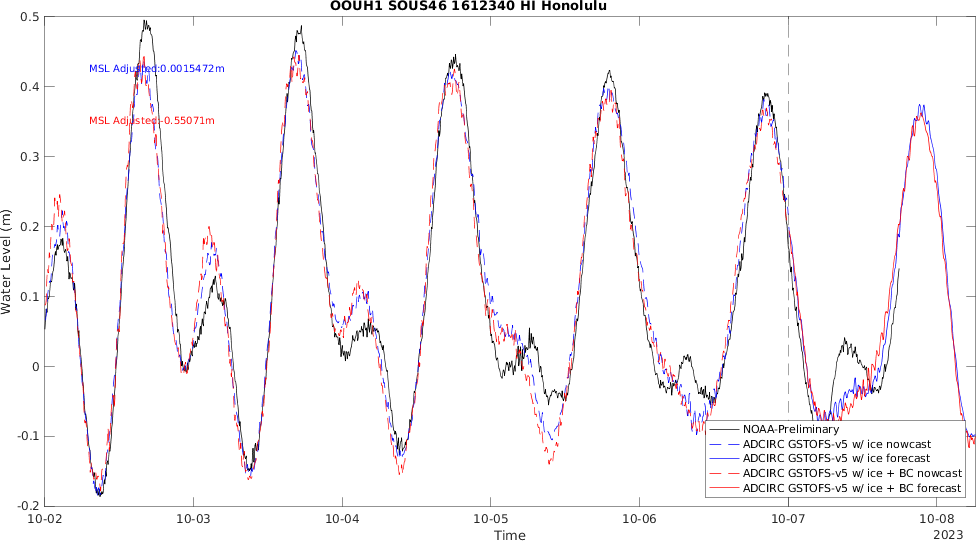 OOUH1 SOUS46 1612340 HI Honolulu
MSL Adjusted:0.0015472m
MSL Adjusted:-0.55071m
Water Level (m)
0.5
0.4
0.3
0.2
0.1
0
-0.1
-0.2
NOAA-Preliminary
ADCIRC GSTOFS-v5 w/ ice nowcast
ADCIRC GSTOFS-v5 w/ ice forecast
ADCIRC GSTOFS-v5 w/ ice + BC nowcast
ADCIRC GSTOFS-v5 w/ ice + BC forecast
10-02 10-03 10-04 10-05 10-06 10-07 10-08
Time
2023